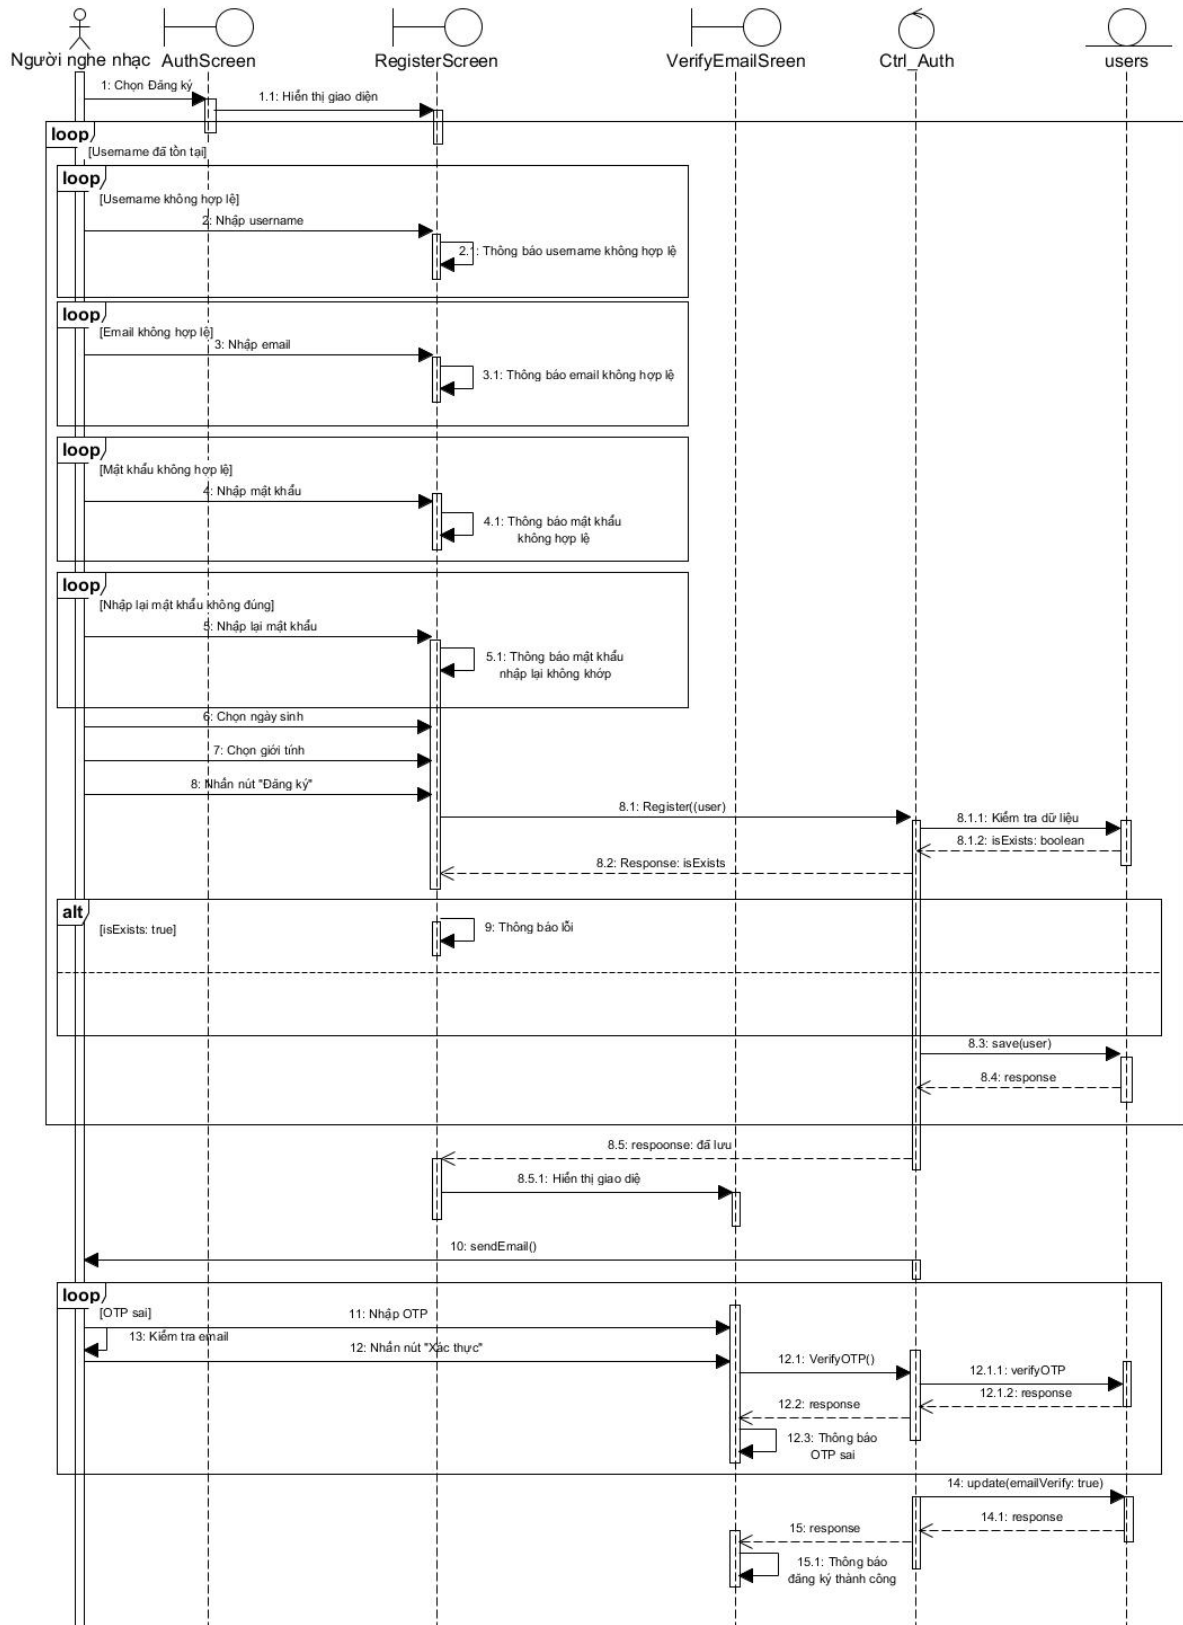 Người nghe nhạc
AuthScreen
RegisterScreen
VerifyEmailSreen
Ctrl_Auth
users
1: Chọn Đăng ký
1.1: Hiển thị giao diện
loop
[Username đã tồn tại]
loop
[Username không hợp lệ]
2: Nhập username
2.1: Thông báo username không hợp lệ
loop
[Email không hợp lệ]
3: Nhập email
3.1: Thông báo email không hợp lệ
loop
[Mật khẩu không hợp lệ]
4: Nhập mật khẩu
4.1: Thông báo mật khẩu
không hợp lệ
loop
[Nhập lại mật khẩu không đúng]
5: Nhập lại mật khẩu
5.1: Thông báo mật khẩu
nhập lại không khớp
6: Chọn ngày sinh
7: Chọn giới tính
8: Nhấn nút "Đăng ký"
8.1: Register((user)
8.1.1: Kiểm tra dữ liệu
8.1.2: isExists: boolean
8.2: Response: isExists
alt
[isExists: true]
9: Thông báo lỗi
8.3: save(user)
8.4: response
8.5: respoonse: đã lưu
8.5.1: Hiển thị giao diệ
10: sendEmail()
loop
[OTP sai]
11: Nhập OTP
13: Kiểm tra email
12: Nhấn nút "Xác thực"
12.1: VerifyOTP()
12.1.1: verifyOTP
12.1.2: response
12.2: response
12.3: Thông báo
OTP sai
14: update(emailVerify: true)
14.1: response
15: response
15.1: Thông báo
đăng ký thành công